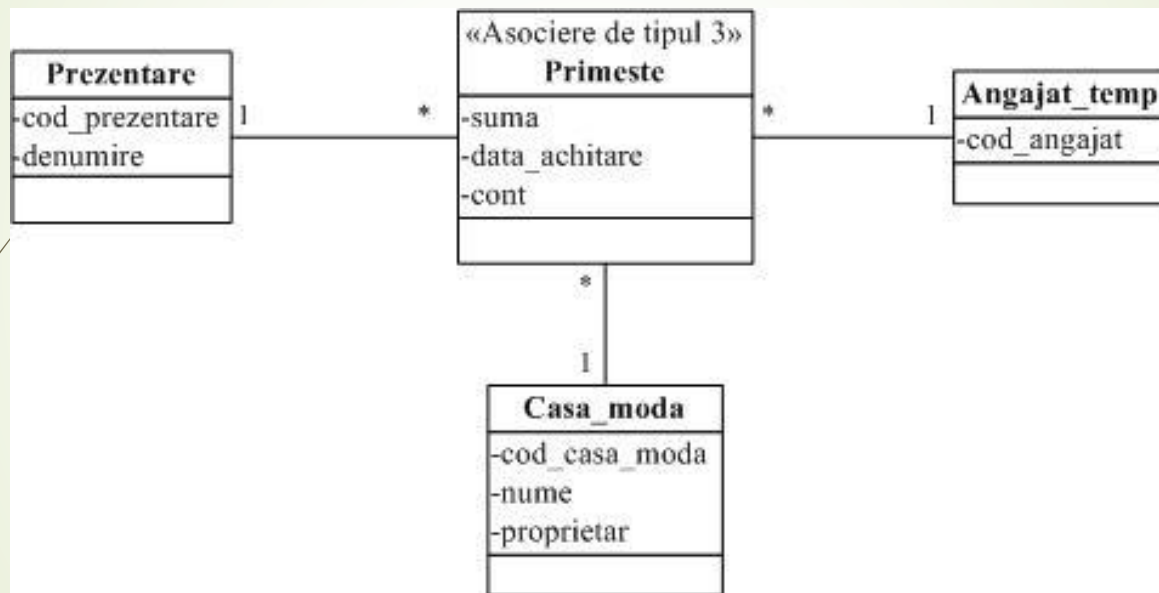 Prezentare
-cod_prezentare
-denumire
1
*
«Asociere de tipul 3»
Primeste
-suma
-data_achitare
-cont
*
1
Angajat_temp
-cod_angajat
*
1
Casa_moda
-cod_casa_moda
-nume
-proprietar